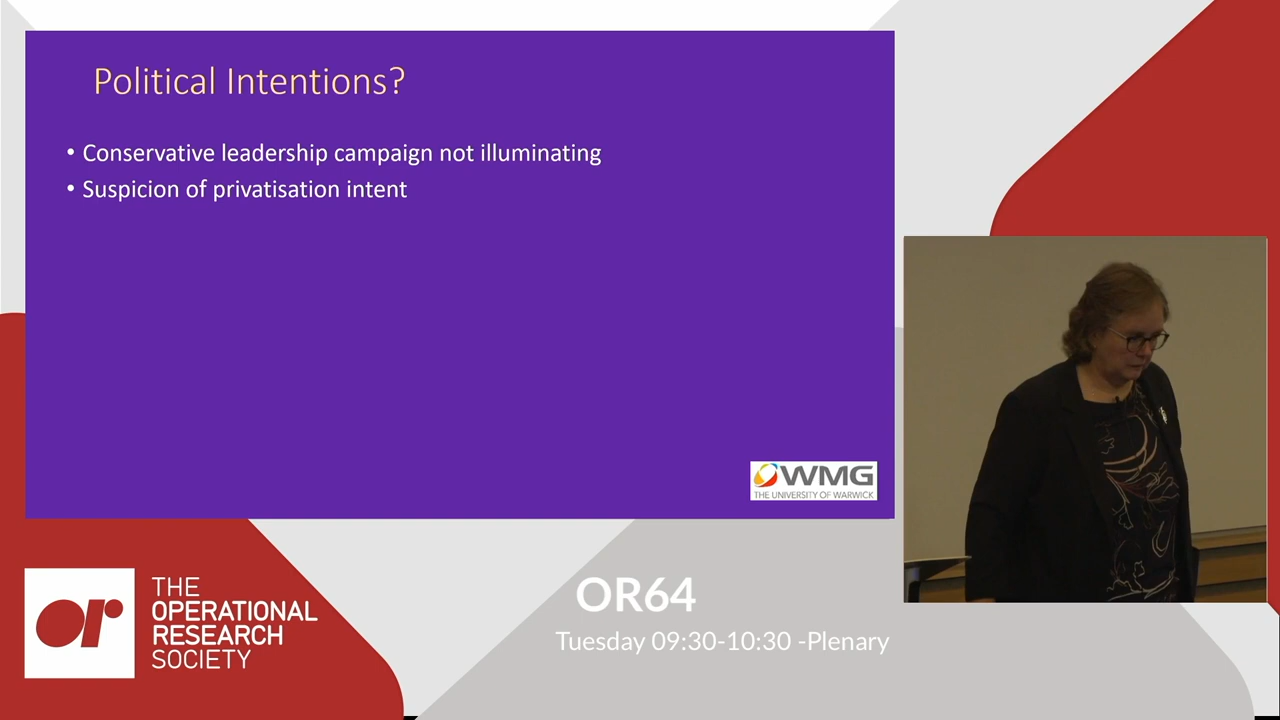 Political Intentions?
• Conservative leadership campaign not illuminating
• Suspicion of privatisation intent
WMG
THE UNIVERSITY OF WARWICK
or
THE
OPERATIONAL
RESEARCH
SOCIETY
OR64
Tuesday 09:30-10:30 -Plenary